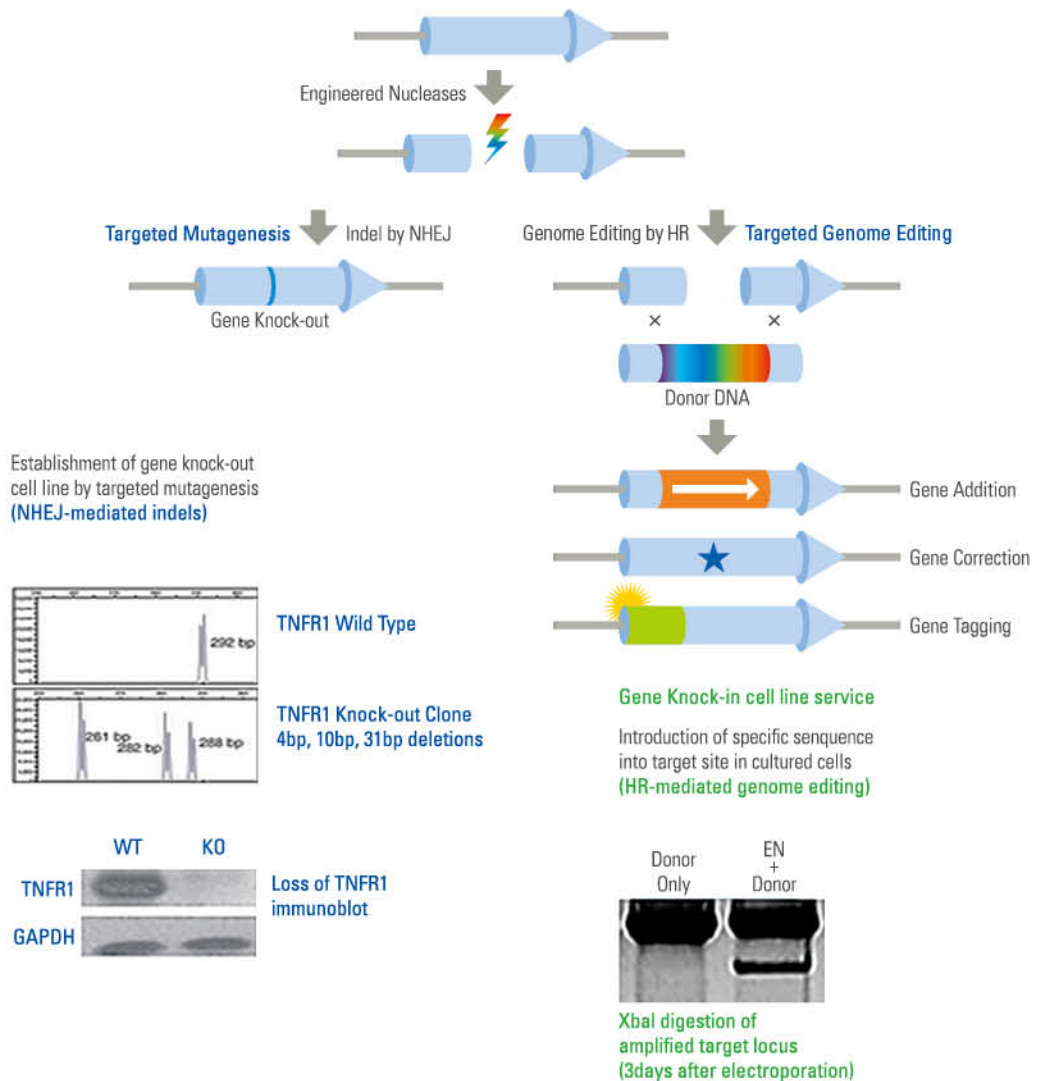 Engineered Nucleases
Targeted Mutagenesis
Indel by NHEJ
Gene Knock-out
Genome Editing by HR
Targeted Genome Editing
×
×
Donor DNA
Gene Addition
Gene Correction
Gene Tagging
Establishment of gene knock-out
cell line by targeted mutagenesis
(NHEJ-mediated indels)
292 bp
TNFR1 Wild Type
261 bp
282 bp
288 bp
TNFR1 Knock-out Clone
4bp, 10bp, 31bp deletions
WT
KO
TNFR1
GAPDH
Loss of TNFR1
immunoblot
Gene Knock-in cell line service
Introduction of specific senquence
into target site in cultured cells
(HR-mediated genome editing)
Donor
Only
EN
+
Donor
Xbal digestion of
amplified target locus
(3days after electroporation)